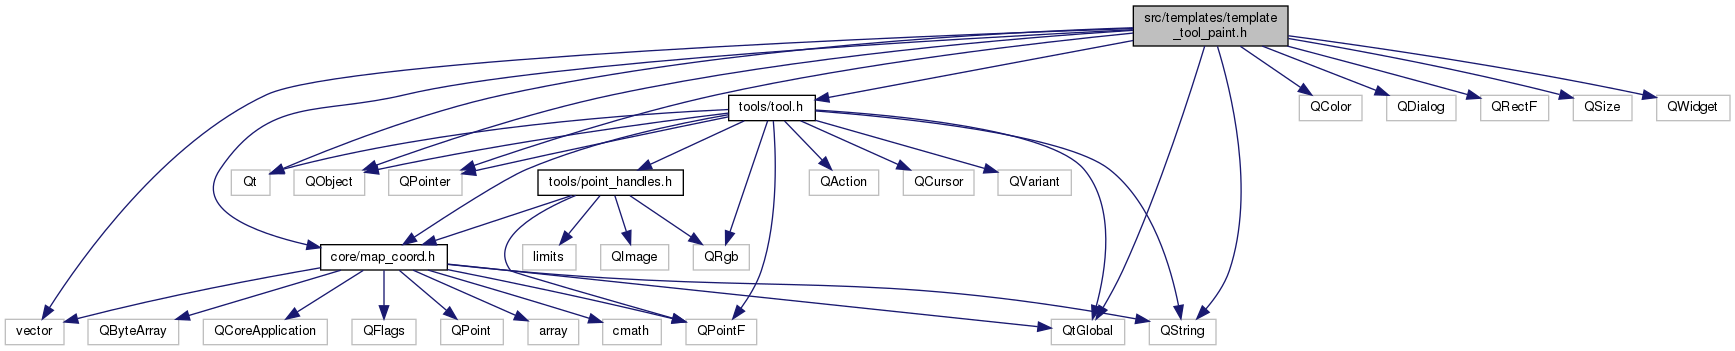 src/templates/template
_tool_paint.h
tools/tool.h
QColor
QDialog
QRectF
QSize
QWidget
Qt
QObject
QPointer
tools/point_handles.h
QAction
QCursor
QVariant
core/map_coord.h
limits
QImage
QRgb
vector
QByteArray
QCoreApplication
QFlags
QPoint
array
cmath
QPointF
QtGlobal
QString